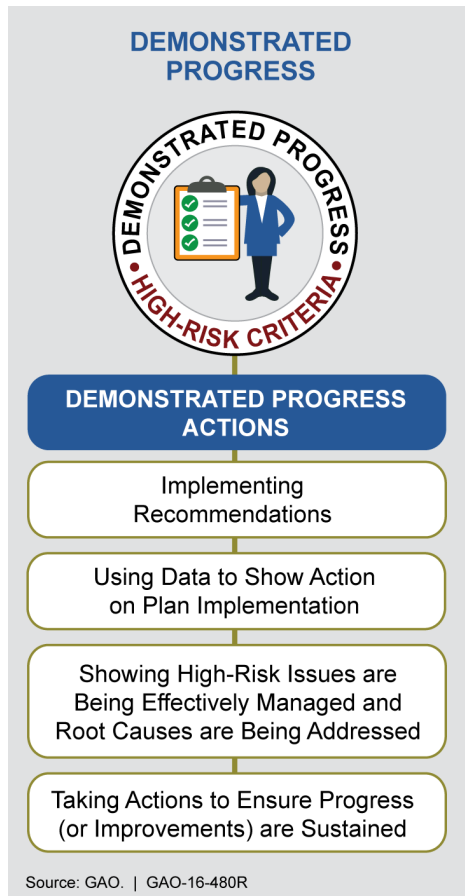 DEMONSTRATED
PROGRESS
DEMONSTRATED PROGRESS
• HIGH-RISK CRITERIA •
DEMONSTRATED PROGRESS
ACTIONS
Implementing
Recommendations
Using Data to Show Action
on Plan Implementation
Showing High-Risk Issues are
Being Effectively Managed and
Root Causes are Being Addressed
Taking Actions to Ensure Progress
(or Improvements) are Sustained
Source: GAO. | GAO-16-480R